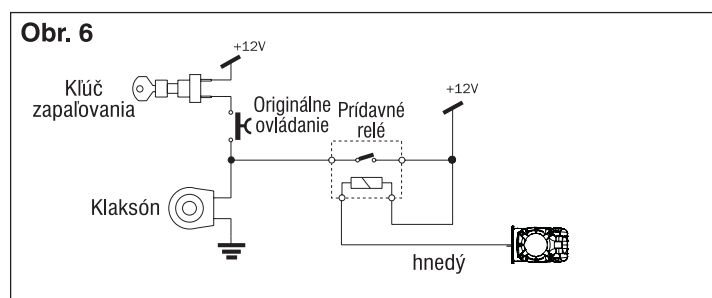 Obr. 6
+12V
Kľúč
zapaľovania
Originálne
ovládanie
Prídavné
relé
+12V
Klaksón
hnedý